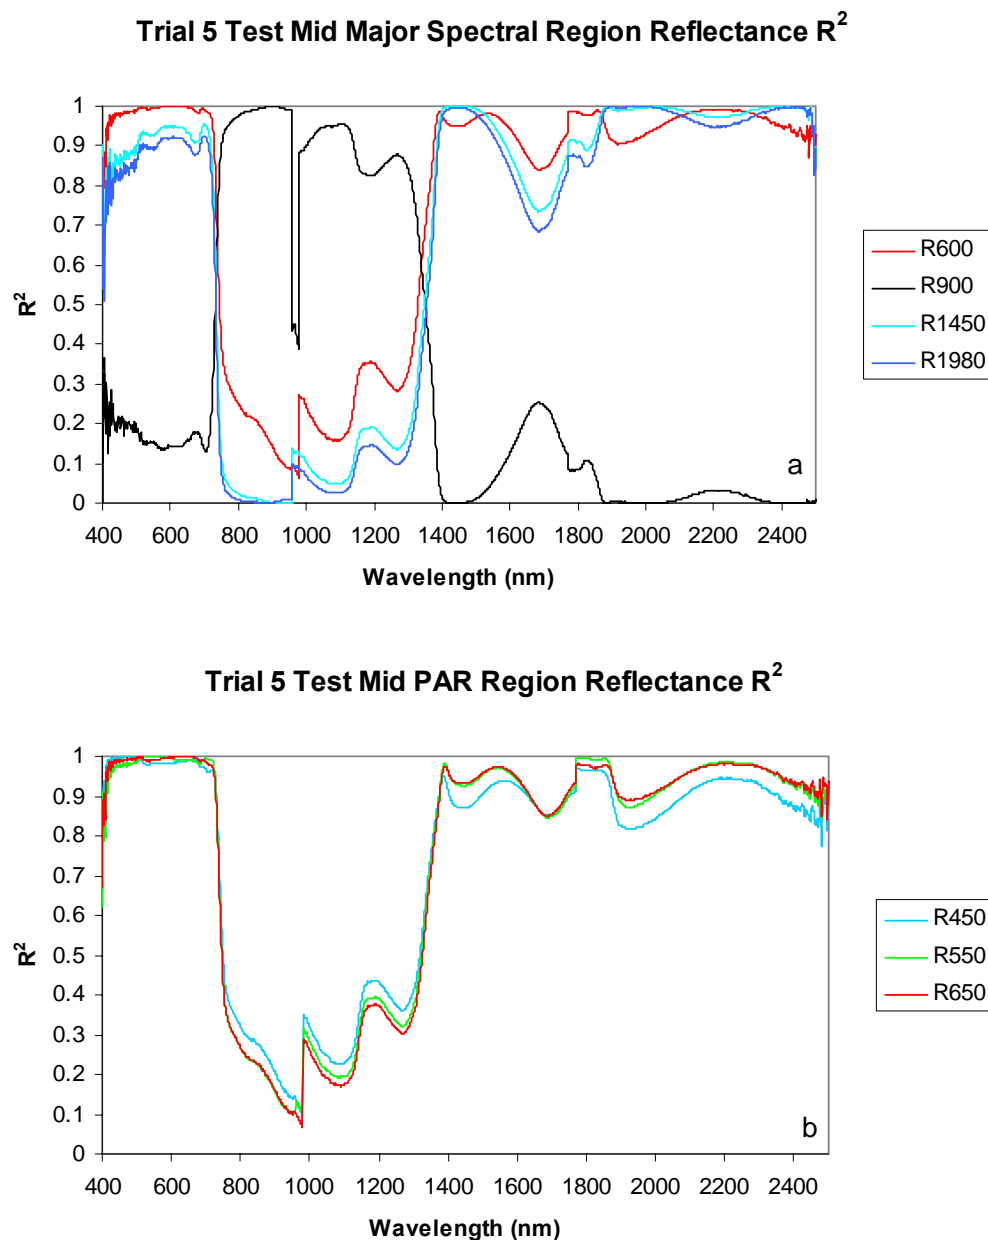 Trial 5 Test Mid Major Spectral Region Reflectance R²
1
0.9
0.8
0.7
0.6
0.5
0.4
0.3
0.2
0.1
0
R²
400 600 800 1000 1200 1400 1600 1800 2000 2200 2400
Wavelength (nm)
a
R600
R900
R1450
R1980
Trial 5 Test Mid PAR Region Reflectance R²
1
0.9
0.8
0.7
0.6
0.5
0.4
0.3
0.2
0.1
0
R²
400 600 800 1000 1200 1400 1600 1800 2000 2200 2400
Wavelength (nm)
b
R450
R550
R650